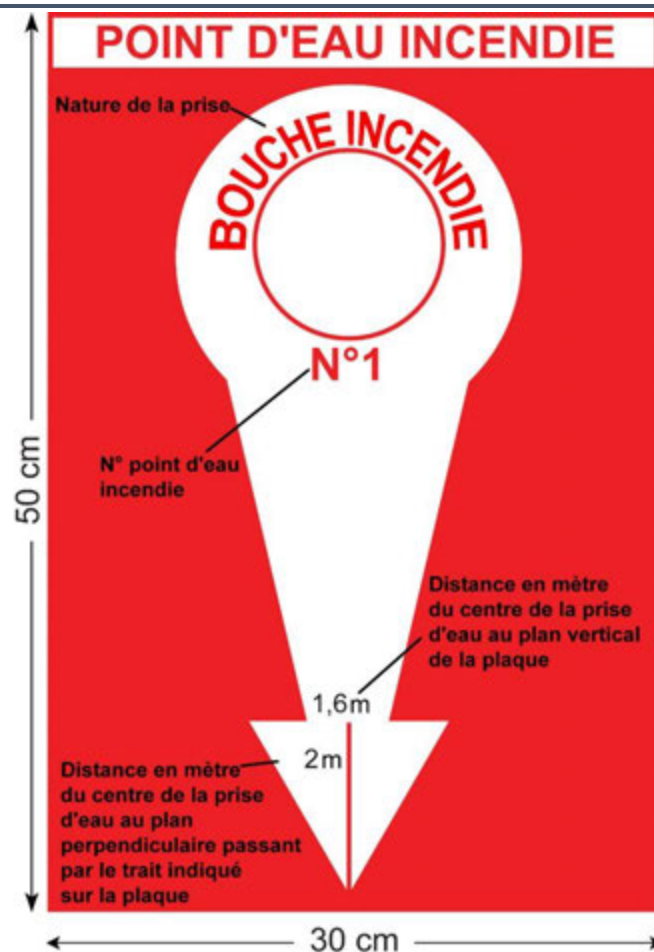 POINT D'EAU INCENDIE
Nature de la prise
BOUCHE INCENDIE
N°1
N° point d'eau
incendie
50 cm
Distance en mètre
du centre de la prise
d'eau au plan vertical
de la plaque
1,6m
2m
Distance en mètre
du centre de la prise
d'eau au plan
perpendiculaire passant
par le trait indiqué
sur la plaque
30 cm